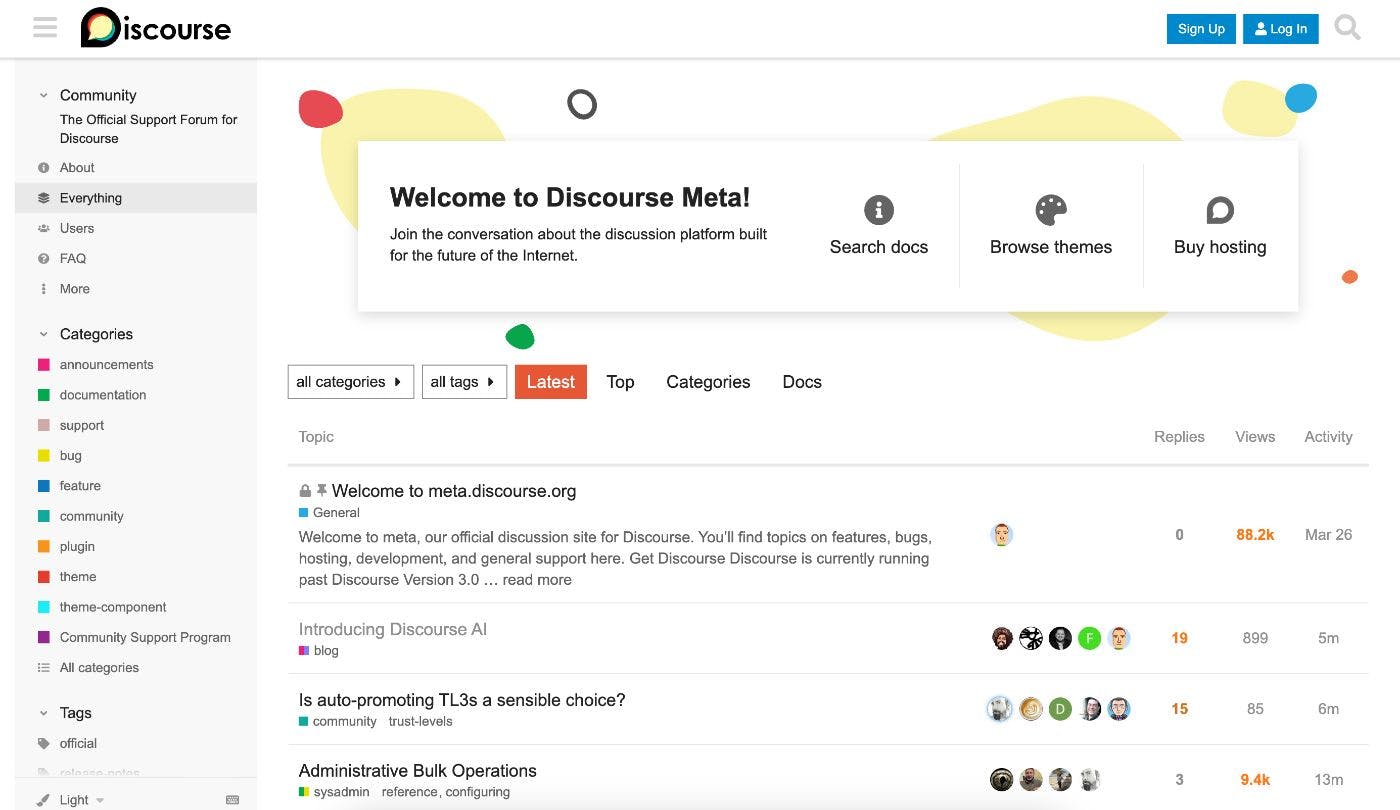 Discourse
Sign Up
Log In
Community
The Official Support Forum for
Discourse
About
Everything
Users
FAQ
More
Categories
announcements
documentation
support
bug
feature
community
plugin
theme
theme-component
Community Support Program
All categories
Tags
official
release-notes
Light
Welcome to Discourse Meta!
Join the conversation about the discussion platform built
for the future of the Internet.
Search docs
Browse themes
Buy hosting
all categories
all tags
Latest
Top
Categories
Docs
Topic
Replies
Views
Activity
Welcome to meta.discourse.org
General
Welcome to meta, our official discussion site for Discourse. You’ll find topics on features, bugs,
hosting, development, and general support here. Get Discourse Discourse is currently running
past Discourse Version 3.0 … read more
0
88.2k
Mar 26
Introducing Discourse AI
blog
F
19
899
5m
Is auto-promoting TL3s a sensible choice?
community trust-levels
D
15
85
6m
Administrative Bulk Operations
sysadmin reference, configuring
3
9.4k
13m